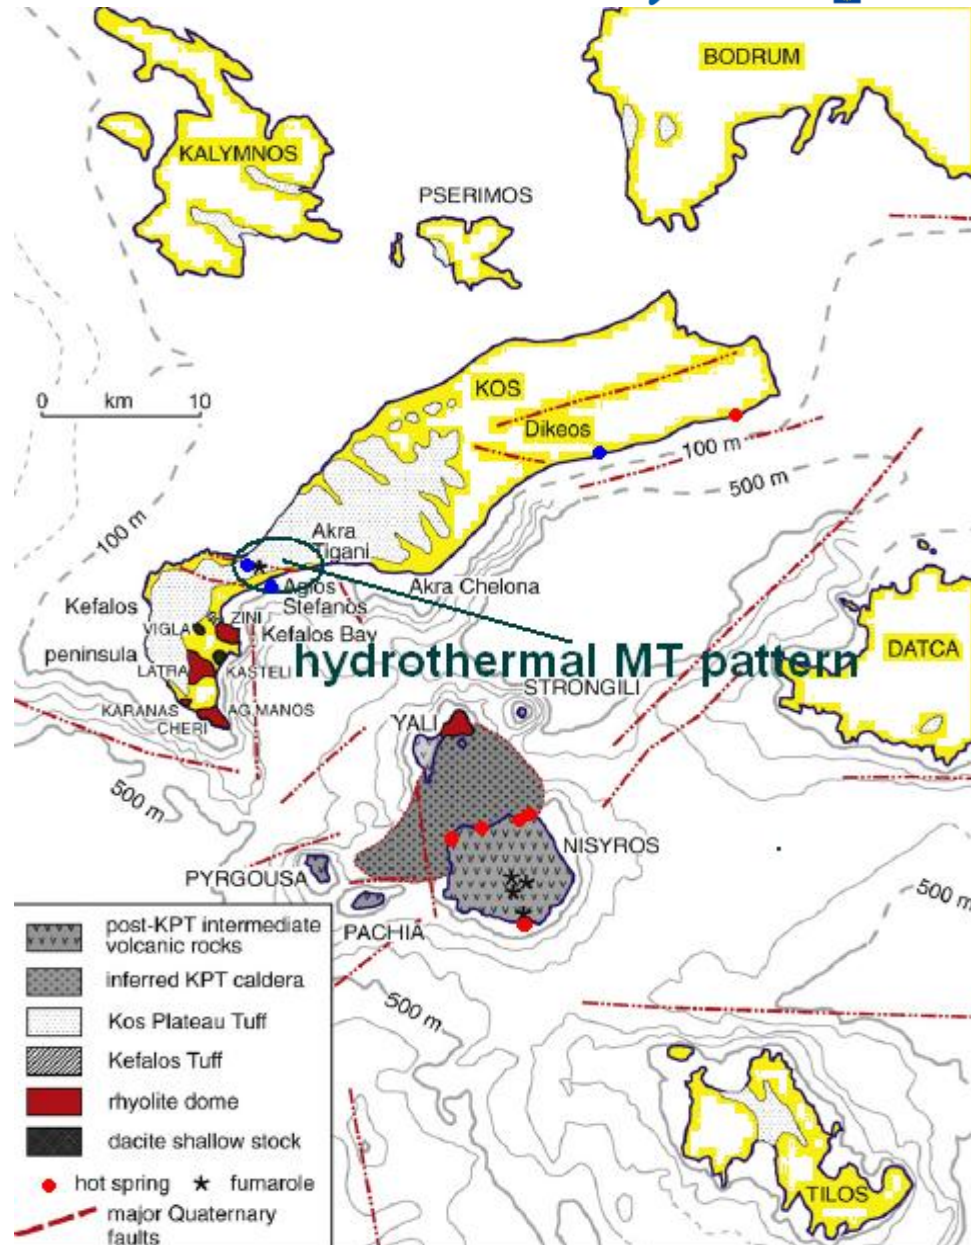 BODRUM
KALYMNOS
PSERIMOS
KOS
0 km 10
Dikeos
100 m
500 m
100 m
Akra
Tigani
Akra Chelona
Agios
Stefanos
Kefalos
peninsula
ZINI
VIGLA
Kefalos Bay
LATRA
KASTELI
hydrothermal MT pattern
DATCA
STRONGILI
KARANAS
AG.MANOS
CHERI
YALI
500 m
NISYROS
PYRGOUSA
PACHIA
500 m
500 m
post-KPT intermediate
volcanic rocks
inferred KPT caldera
Kos Plateau Tuff
Kefalos Tuff
rhyolite dome
dacite shallow stock
hot spring fumarole
major Quaternary
faults
TILOS